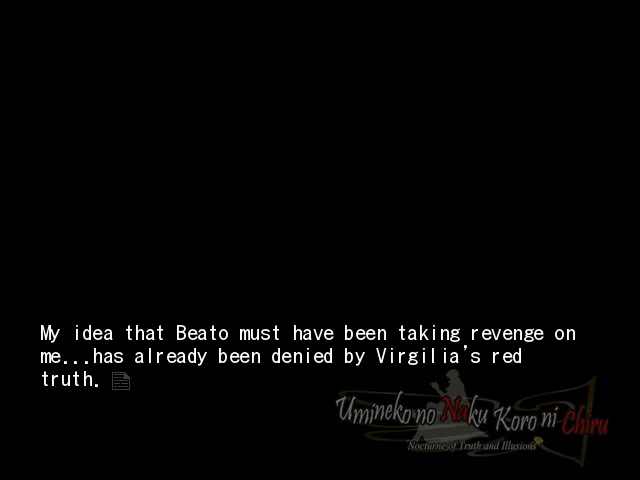 My idea that Beato must have been taking revenge on
me...has already been denied by Virgilia's red
truth.
Umineko no Naku Koro ni Chiru
Nocturne of Truth and Illusions